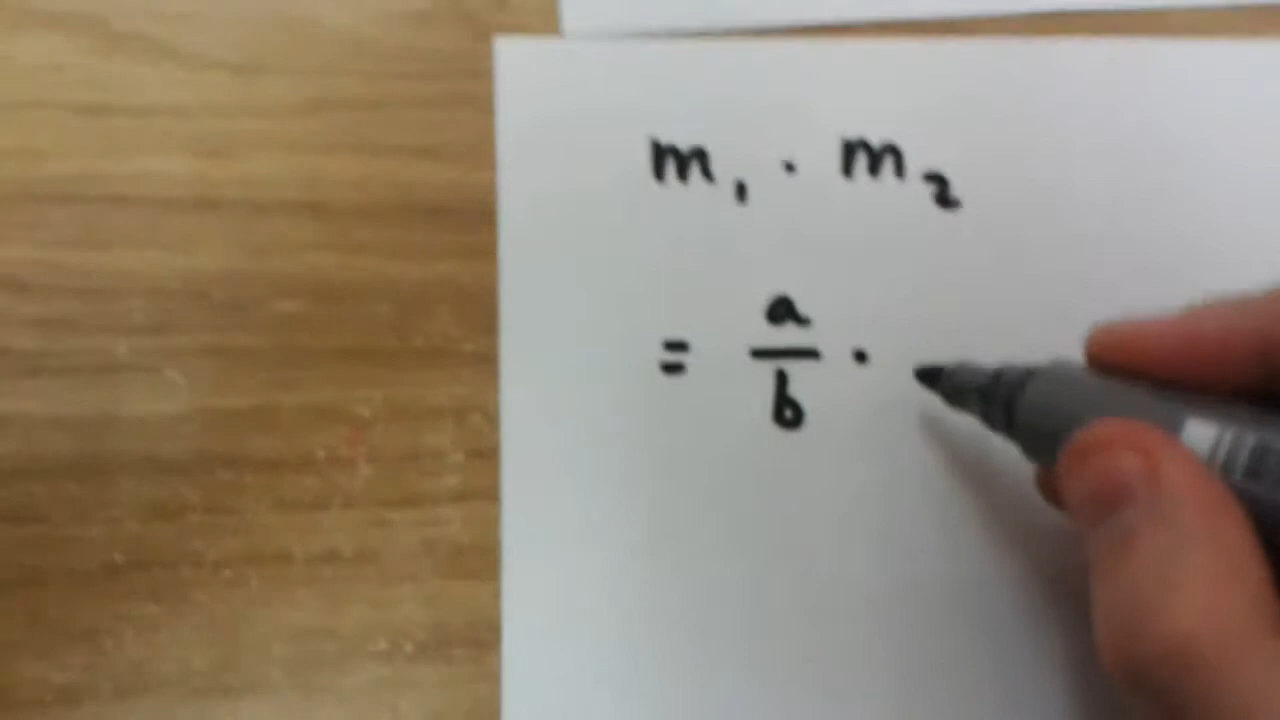 m₁ · m₂
= a/b ·